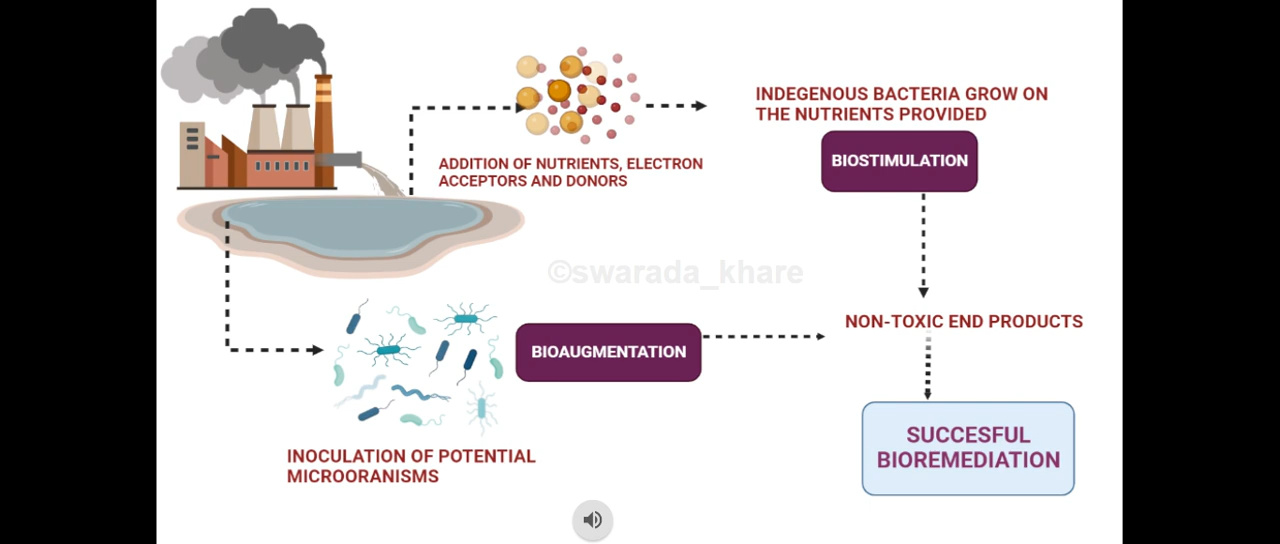 INDEGENOUS BACTERIA GROW ON
THE NUTRIENTS PROVIDED
BIOSTIMULATION
ADDITION OF NUTRIENTS, ELECTRON
ACCEPTORS AND DONORS
©swarada_khare
NON-TOXIC END PRODUCTS
BIOAUGMENTATION
SUCCESFUL
BIOREMEDIATION
INOCULATION OF POTENTIAL
MICROORANISMS